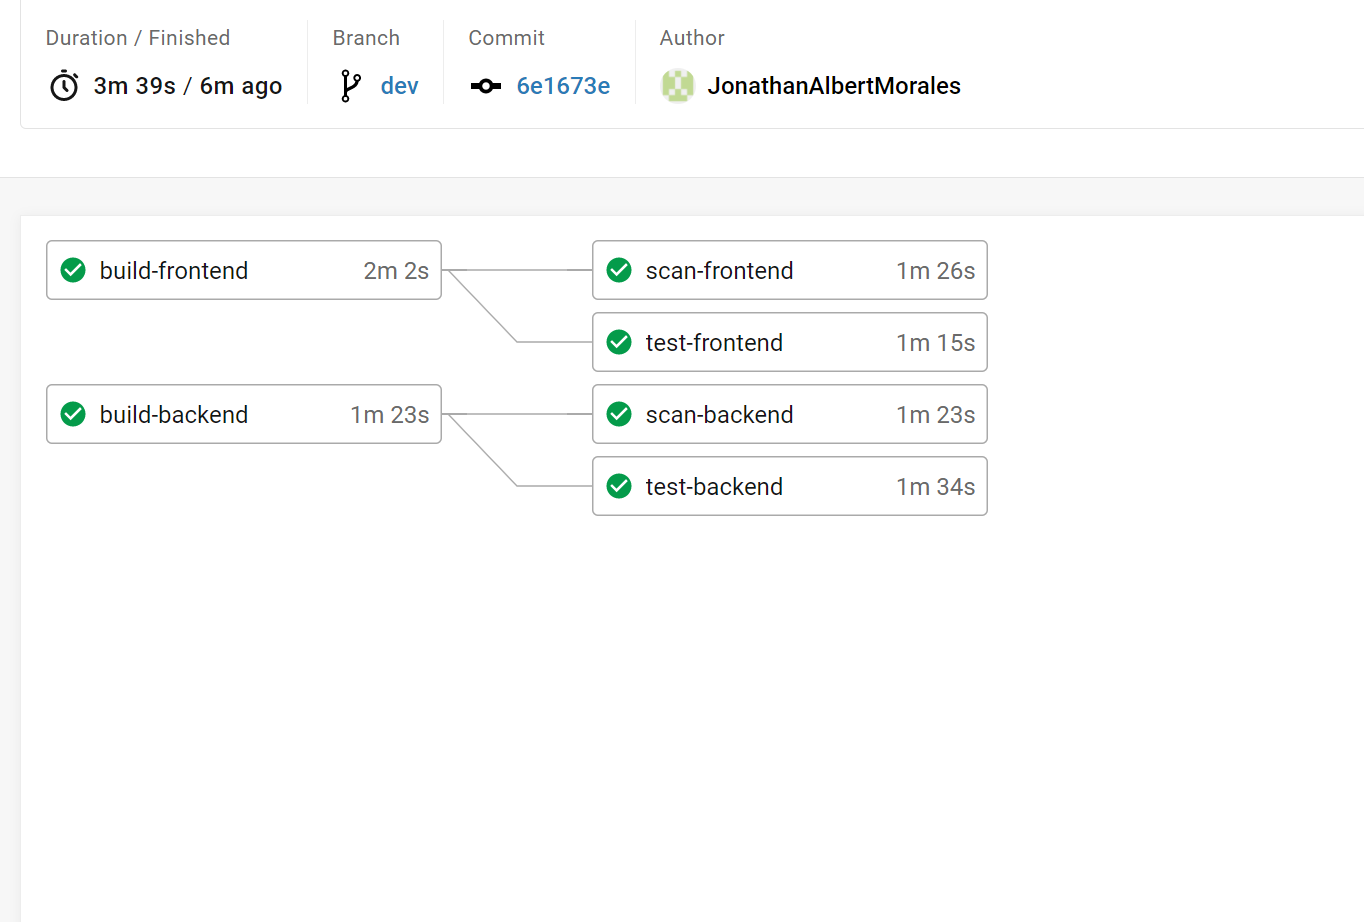 Duration / Finished
3m 39s / 6m ago
Branch
dev
Commit
6e1673e
Author
JonathanAlbertMorales
build-frontend 2m 2s
scan-frontend 1m 26s
test-frontend 1m 15s
build-backend 1m 23s
scan-backend 1m 23s
test-backend 1m 34s